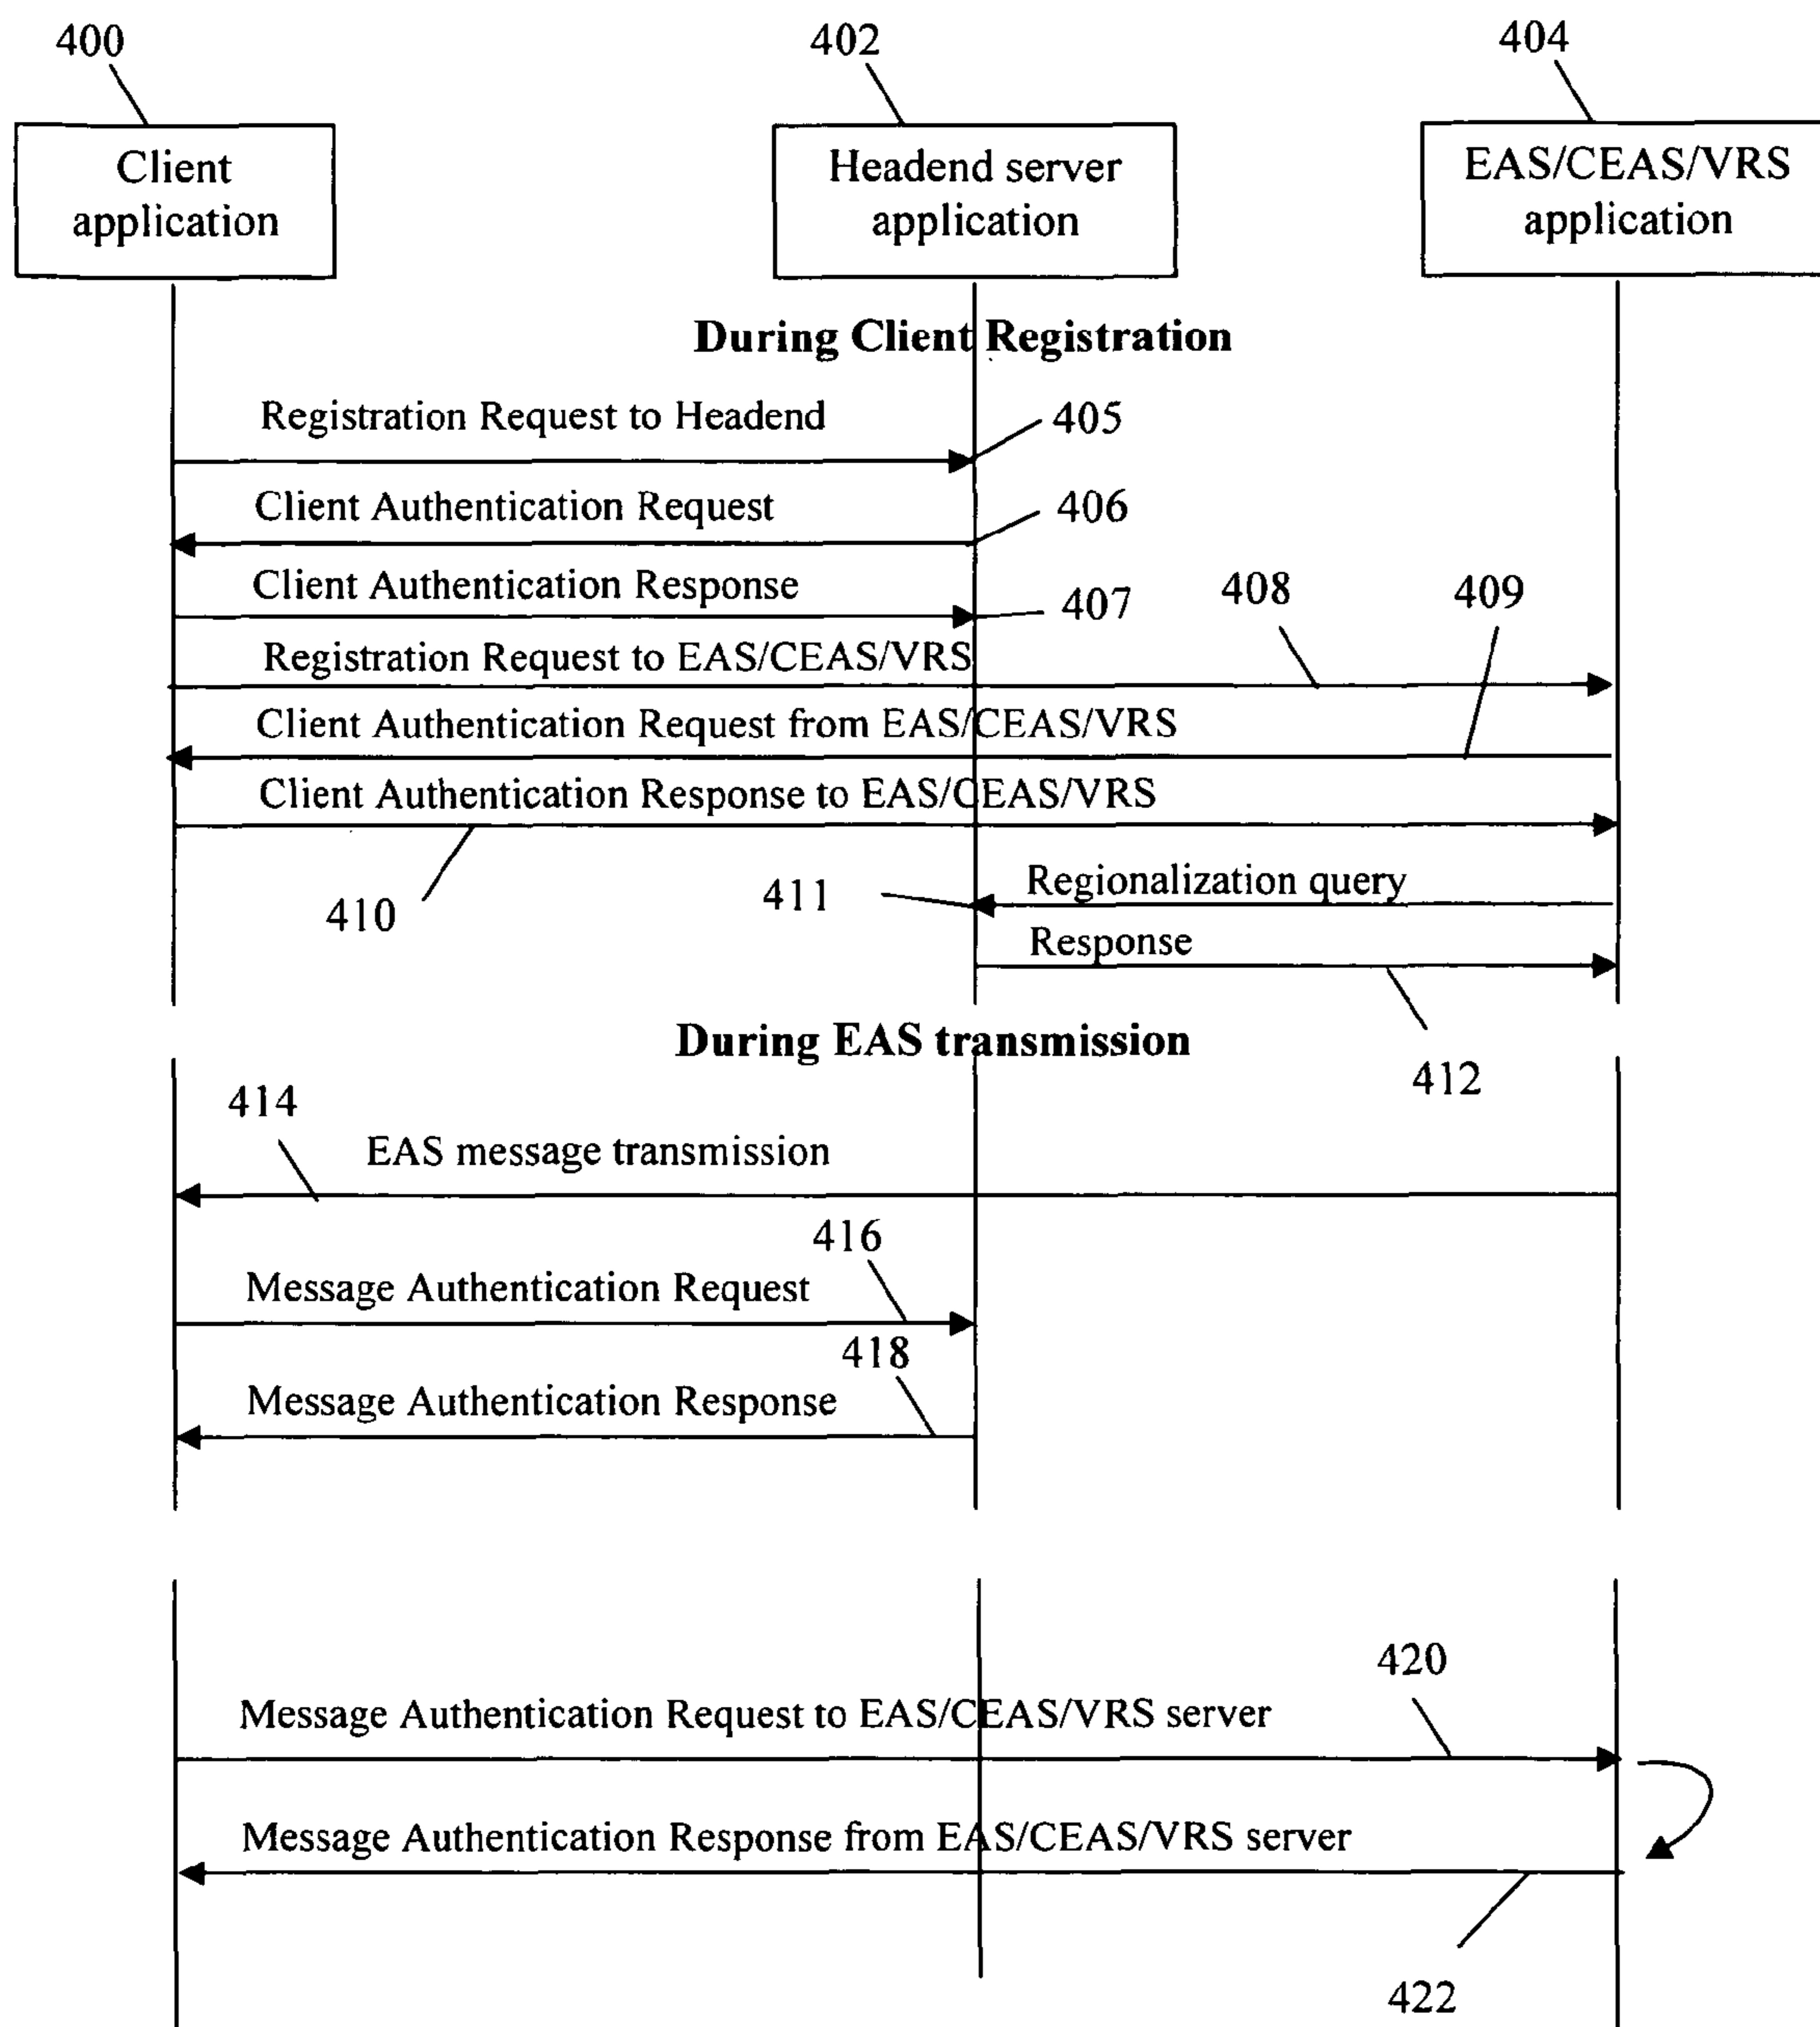 400
402
404
Client
application
Headend server
application
EAS/CEAS/VRS
application
During Client Registration
Registration Request to Headend
405
Client Authentication Request
406
Client Authentication Response
407
408
409
Registration Request to EAS/CEAS/VRS
Client Authentication Request from EAS/CEAS/VRS
Client Authentication Response to EAS/CEAS/VRS
410
411
Regionalization query
Response
412
During EAS transmission
414
EAS message transmission
416
Message Authentication Request
418
Message Authentication Response
420
Message Authentication Request to EAS/CEAS/VRS server
Message Authentication Response from EAS/CEAS/VRS server
422